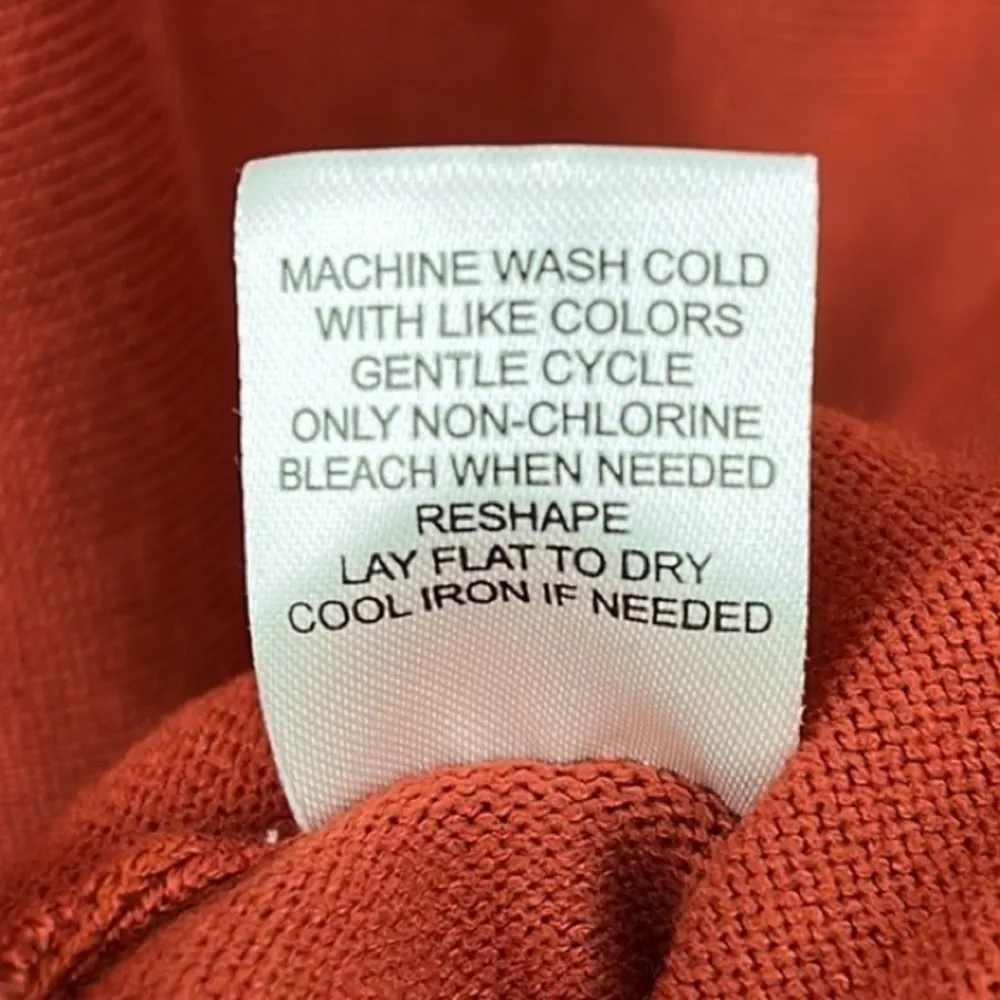 MACHINE WASH COLD
WITH LIKE COLORS
GENTLE CYCLE
ONLY NON-CHLORINE
BLEACH WHEN NEEDED
RESHAPE
LAY FLAT TO DRY
COOL IRON IF NEEDED